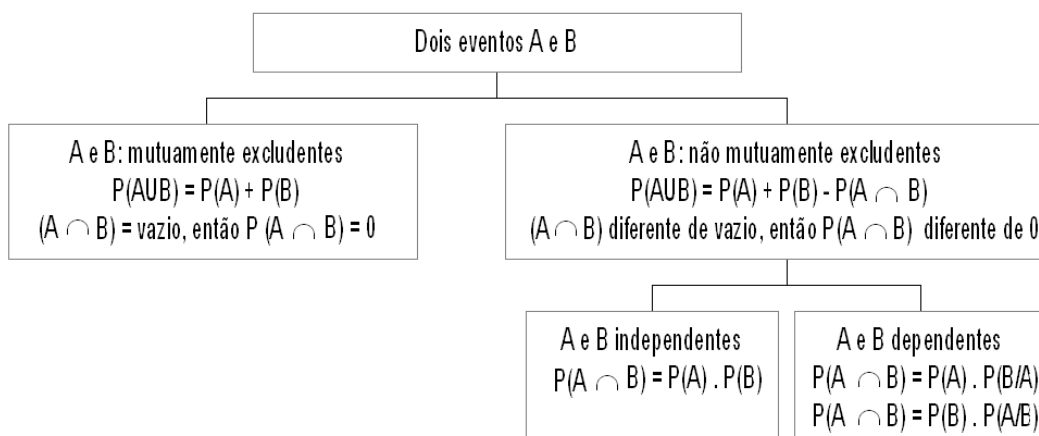 Dois eventos A e B
A e B: mutuamente excludentes
P(AUB) = P(A) + P(B)
(A ∩ B) = vazio, então P (A ∩ B) = 0
A e B: não mutuamente excludentes
P(AUB) = P(A) + P(B) - P(A ∩ B)
(A ∩ B) diferente de vazio, então P(A ∩ B) diferente de 0
A e B independentes
P(A ∩ B) = P(A) . P(B)
A e B dependentes
P(A ∩ B) = P(A) . P(B/A)
P(A ∩ B) = P(B) . P(A/B)